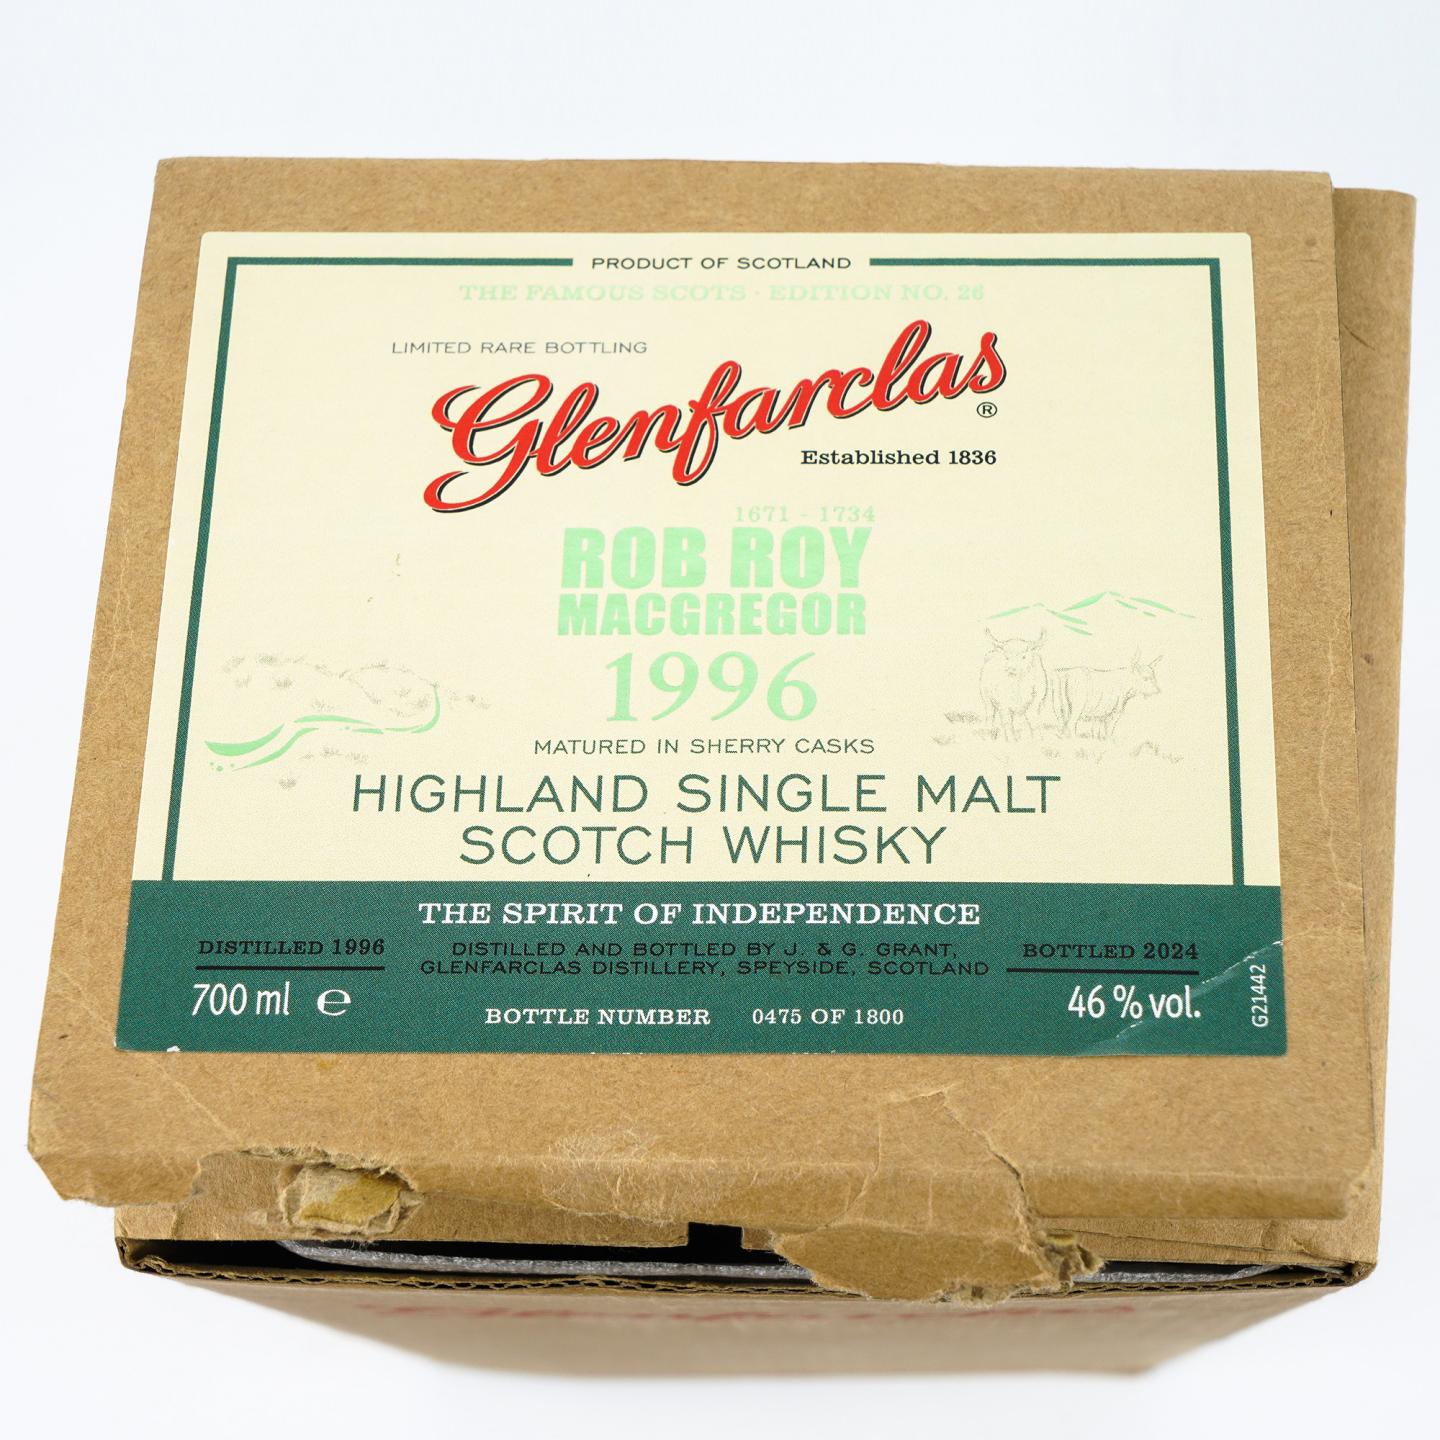 PRODUCT OF SCOTLAND
THE FAMOUS SCOTS · EDITION NO. 26
LIMITED RARE BOTTLING
Glenfarclas®
Established 1836
1671 - 1734
ROB ROY
MACGREGOR
1996
MATURED IN SHERRY CASKS
HIGHLAND SINGLE MALT
SCOTCH WHISKY
THE SPIRIT OF INDEPENDENCE
DISTILLED 1996
DISTILLED AND BOTTLED BY J. & G. GRANT,
GLENFARCLAS DISTILLERY, SPEYSIDE, SCOTLAND
BOTTLED 2024
700 ml ℮
BOTTLE NUMBER 0475 OF 1800
46 % vol.
G21442